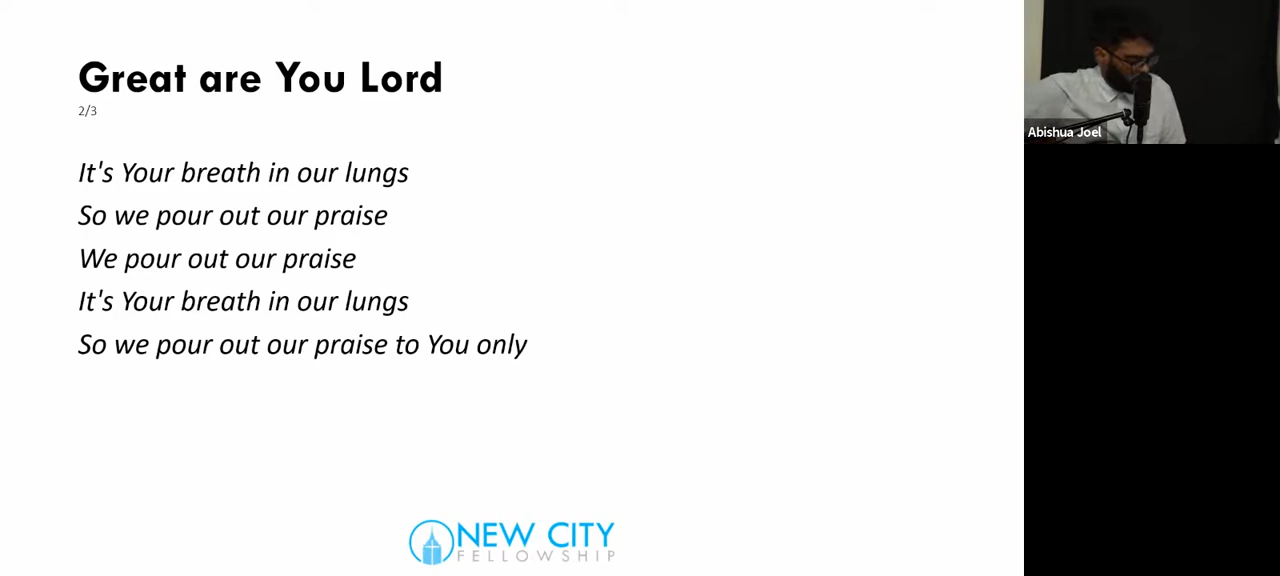 Great are You Lord
2/3
It's Your breath in our lungs
So we pour out our praise
We pour out our praise
It's Your breath in our lungs
So we pour out our praise to You only
NEW CITY
FELLOWSHIP
Abishua Joel